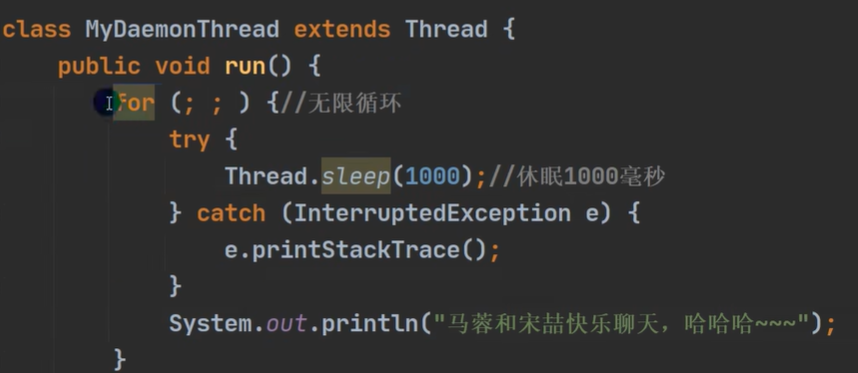 class MyDaemonThread extends Thread {
public void run() {
for (; ; ) {//无限循环
try {
Thread.sleep(1000);//休眠1000毫秒
} catch (InterruptedException e) {
e.printStackTrace();
}
System.out.println("马蓉和宋喆快乐聊天，哈哈哈~~~");
}